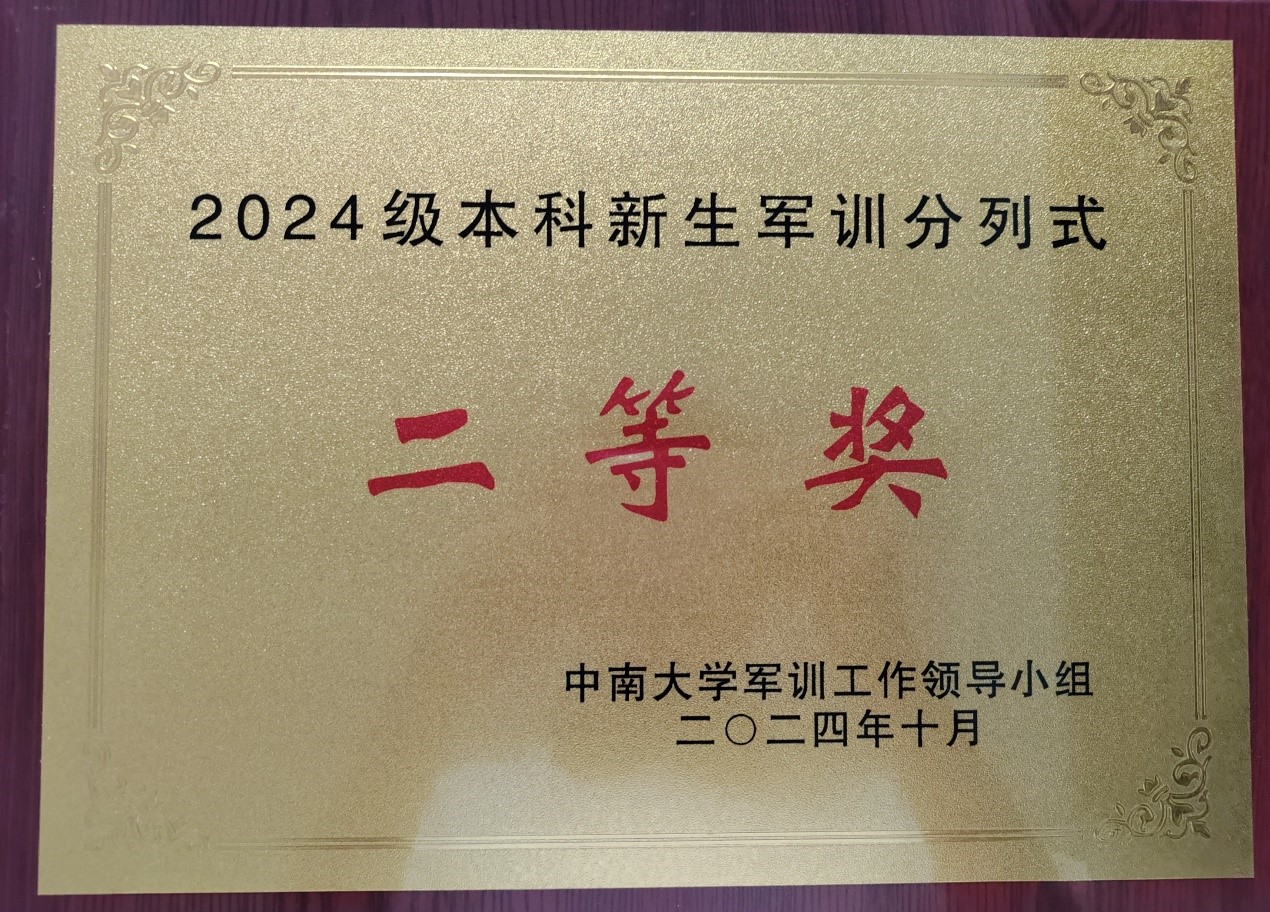 2024级本科新生军训分列式
二等奖
中南大学军训工作领导小组
二〇二四年十月